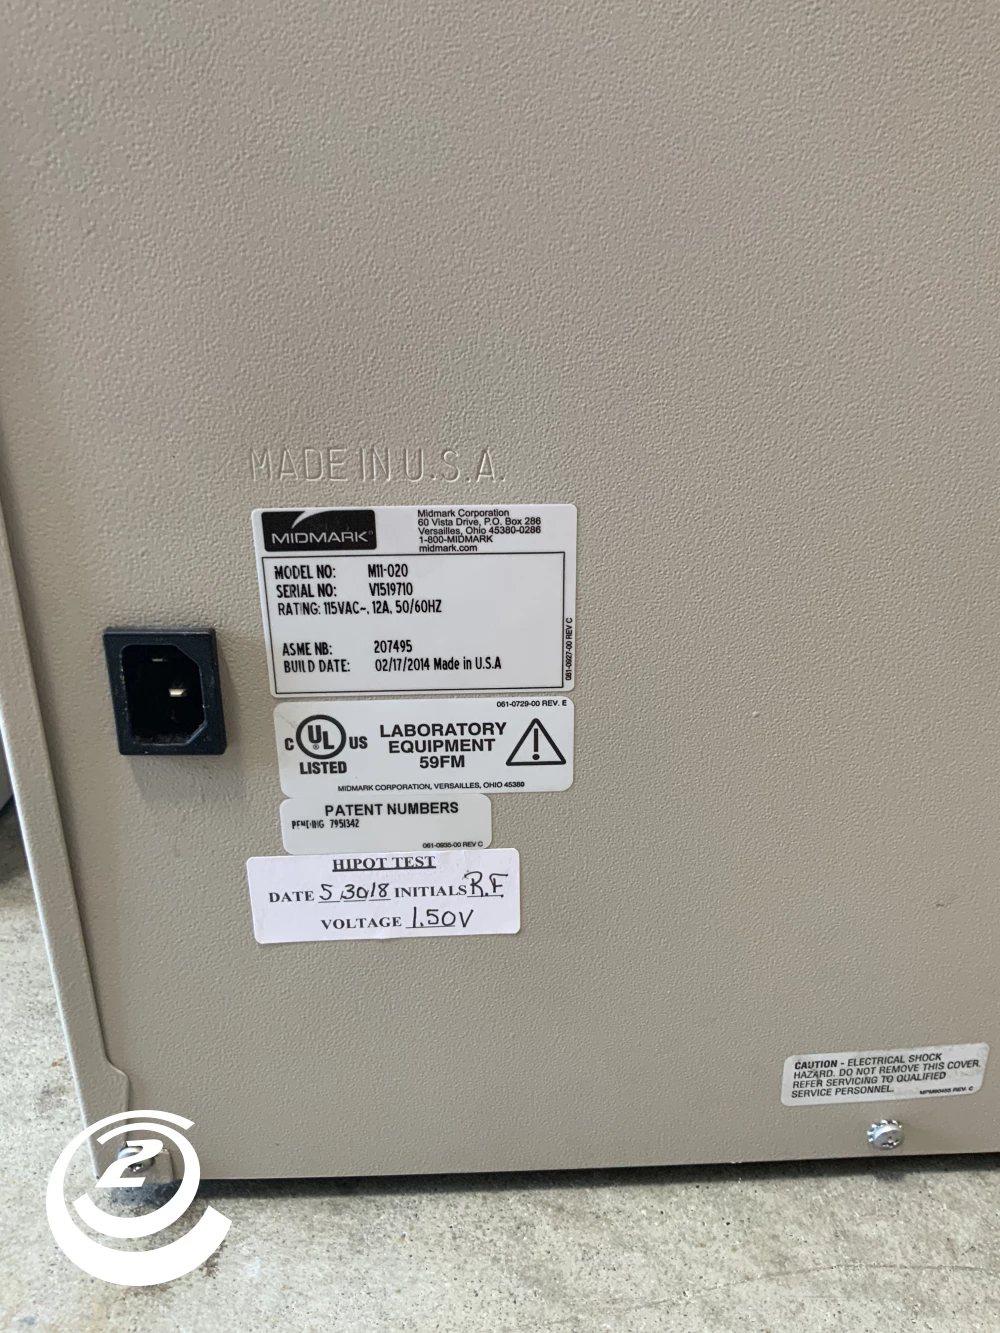 MADE IN U.S.A.
MIDMARK®
Midmark Corporation
60 Vista Drive, P.O. Box 286
Versailles, Ohio 45380-0286
1-800-MIDMARK
midmark.com
MODEL NO: M11-020
SERIAL NO: V1519710
RATING: 115VAC~, 12A, 50/60HZ
ASME NB: 207495
BUILD DATE: 02/17/2014 Made in U.S.A
061-0927-00 REV C
061-0729-00 REV. E
C UL® US
LISTED
LABORATORY
EQUIPMENT
59FM
MIDMARK CORPORATION, VERSAILLES, OHIO 45380
PATENT NUMBERS
PENDING 7951342
061-0935-00 REV C
HIPOT TEST
DATE 5 30 18 INITIALS R.F
VOLTAGE 1.50V
CAUTION - ELECTRICAL SHOCK
HAZARD. DO NOT REMOVE THIS COVER.
REFER SERVICING TO QUALIFIED
SERVICE PERSONNEL.
REV. C
2